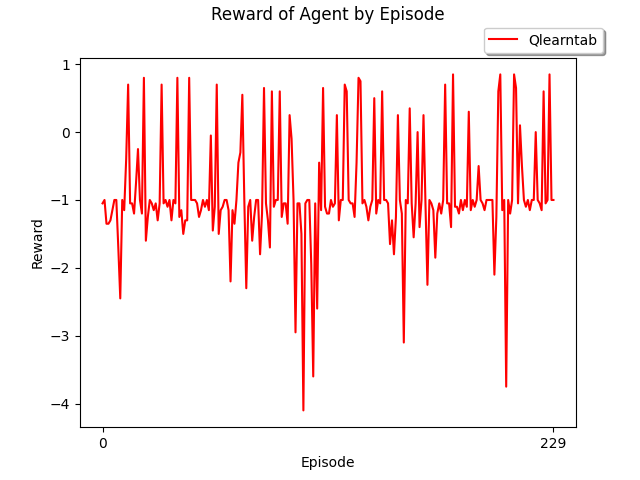 Reward of Agent by Episode
Qlearntab
1
0
−1
−2
−3
−4
Reward
0
229
Episode